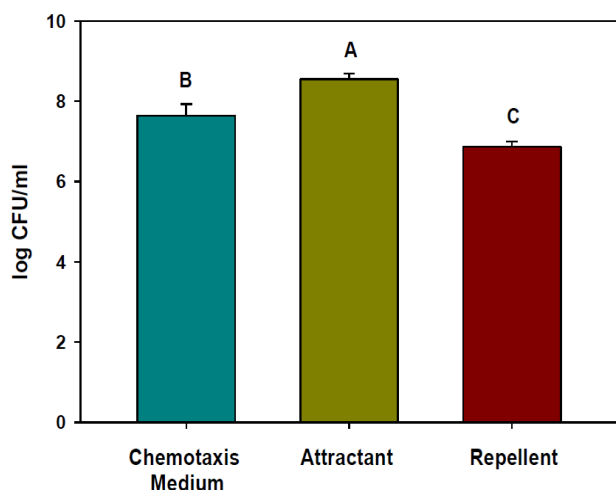 10
8
6
4
2
0
log CFU/ml
B
A
C
Chemotaxis
Medium
Attractant
Repellent